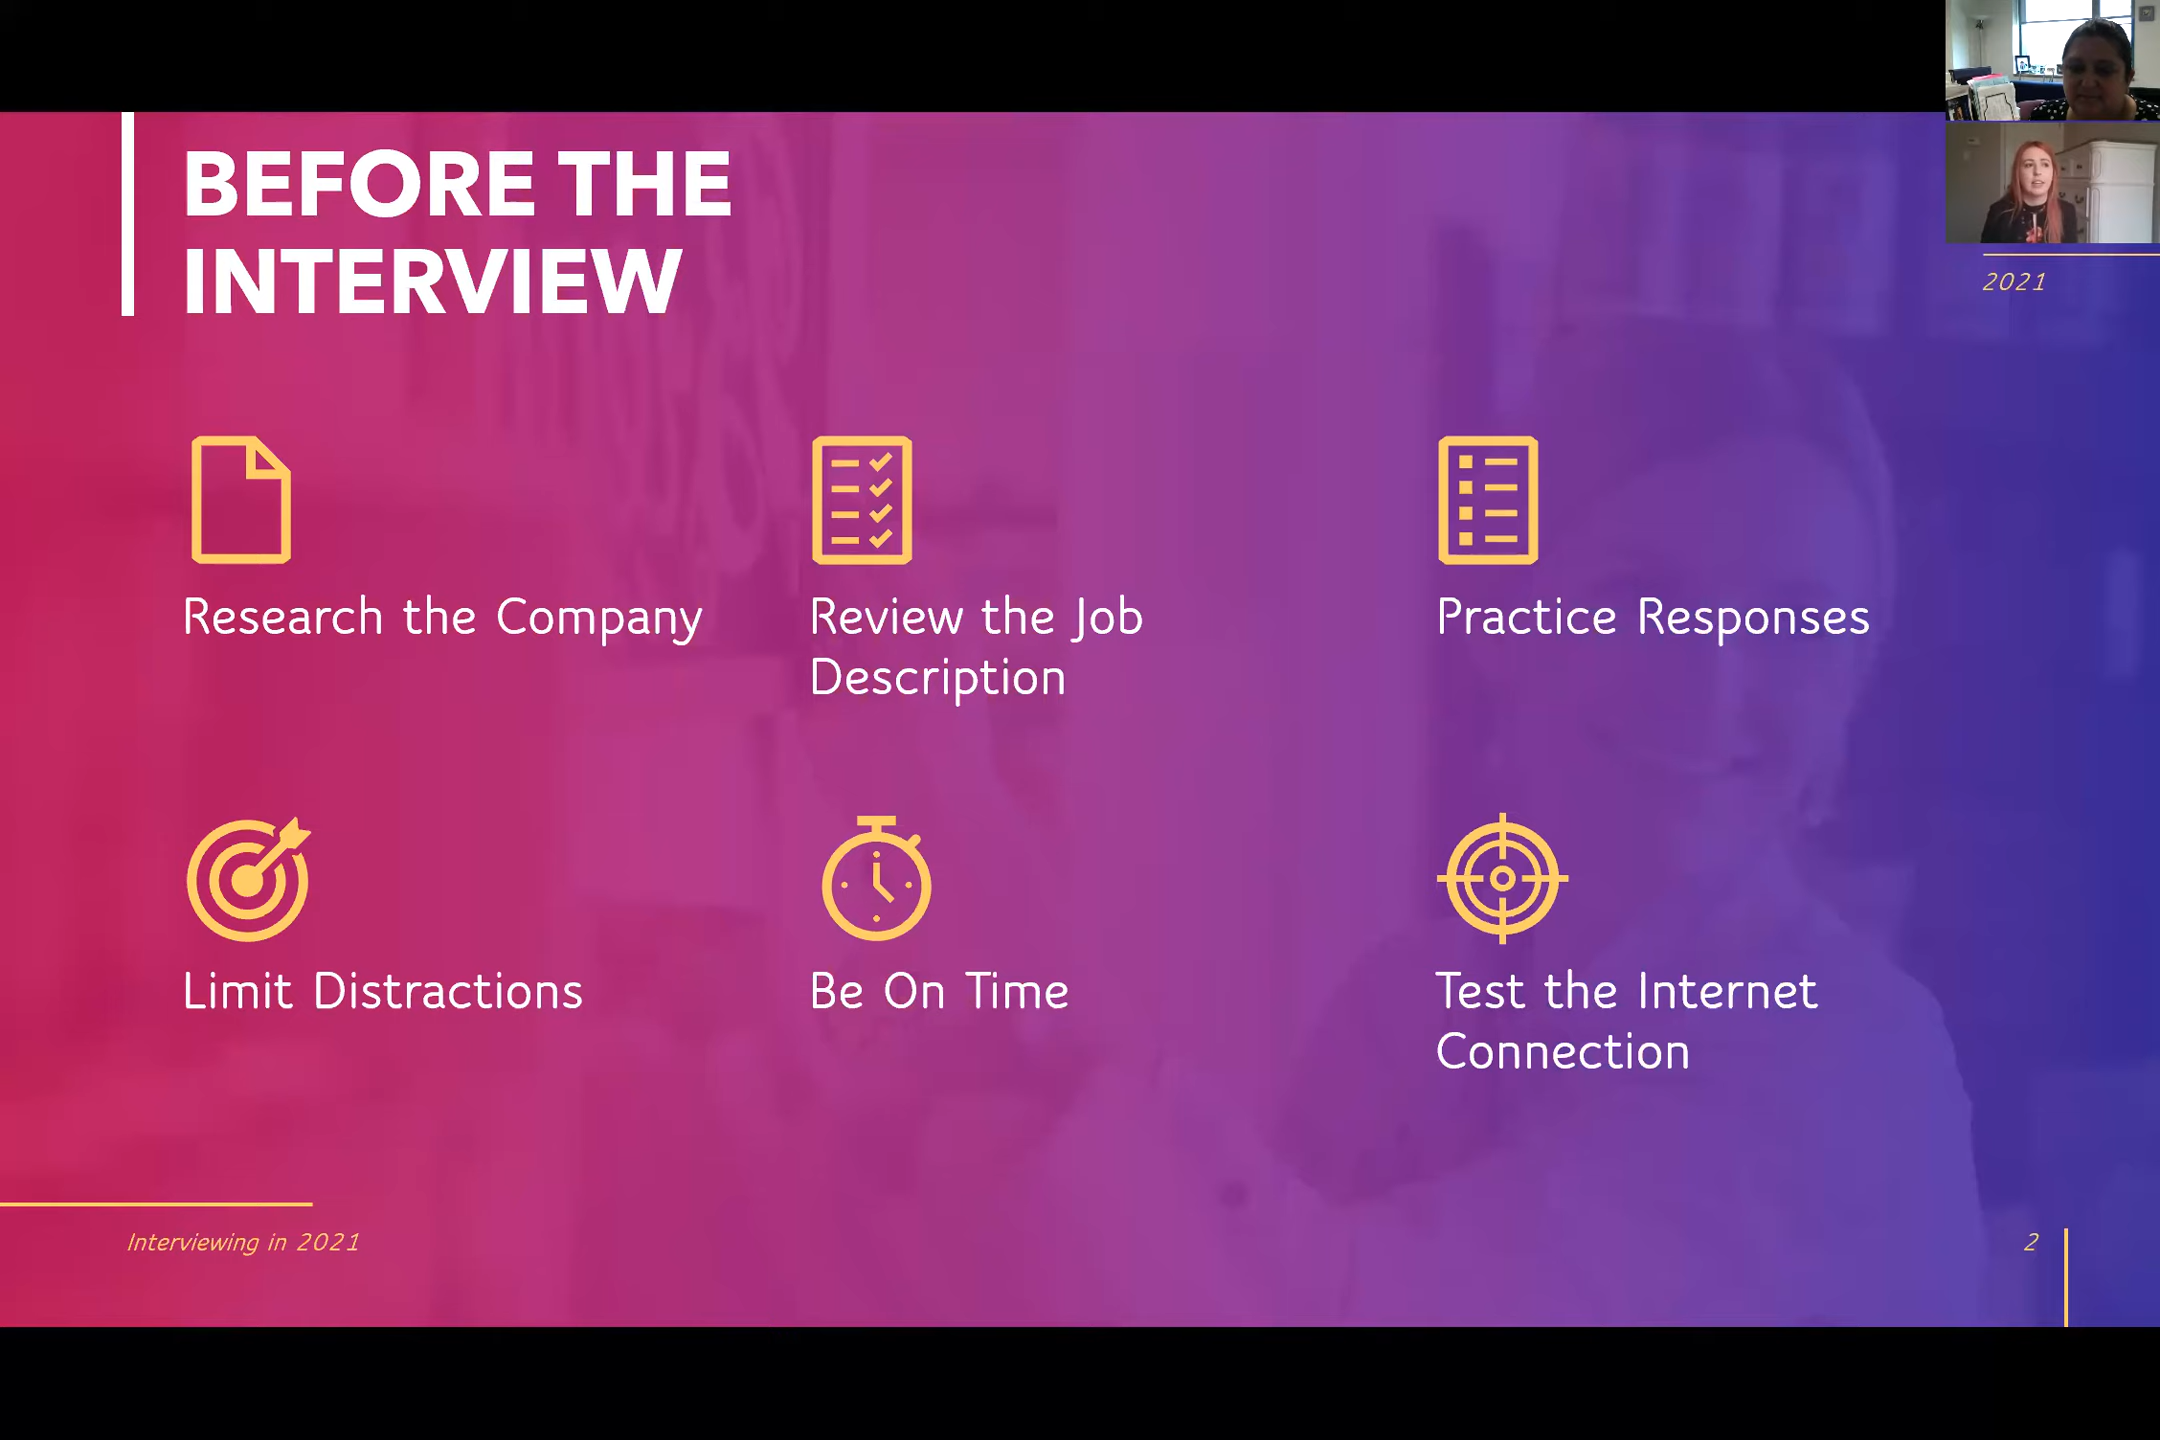 BEFORE THE
INTERVIEW
2021
Research the Company
Review the Job
Description
Practice Responses
Limit Distractions
Be On Time
Test the Internet
Connection
Interviewing in 2021
2